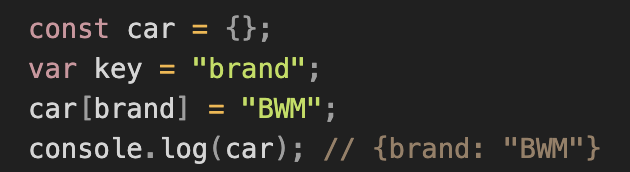 const car = {};
var key = "brand";
car[brand] = "BWM";
console.log(car); // {brand: "BWM"}